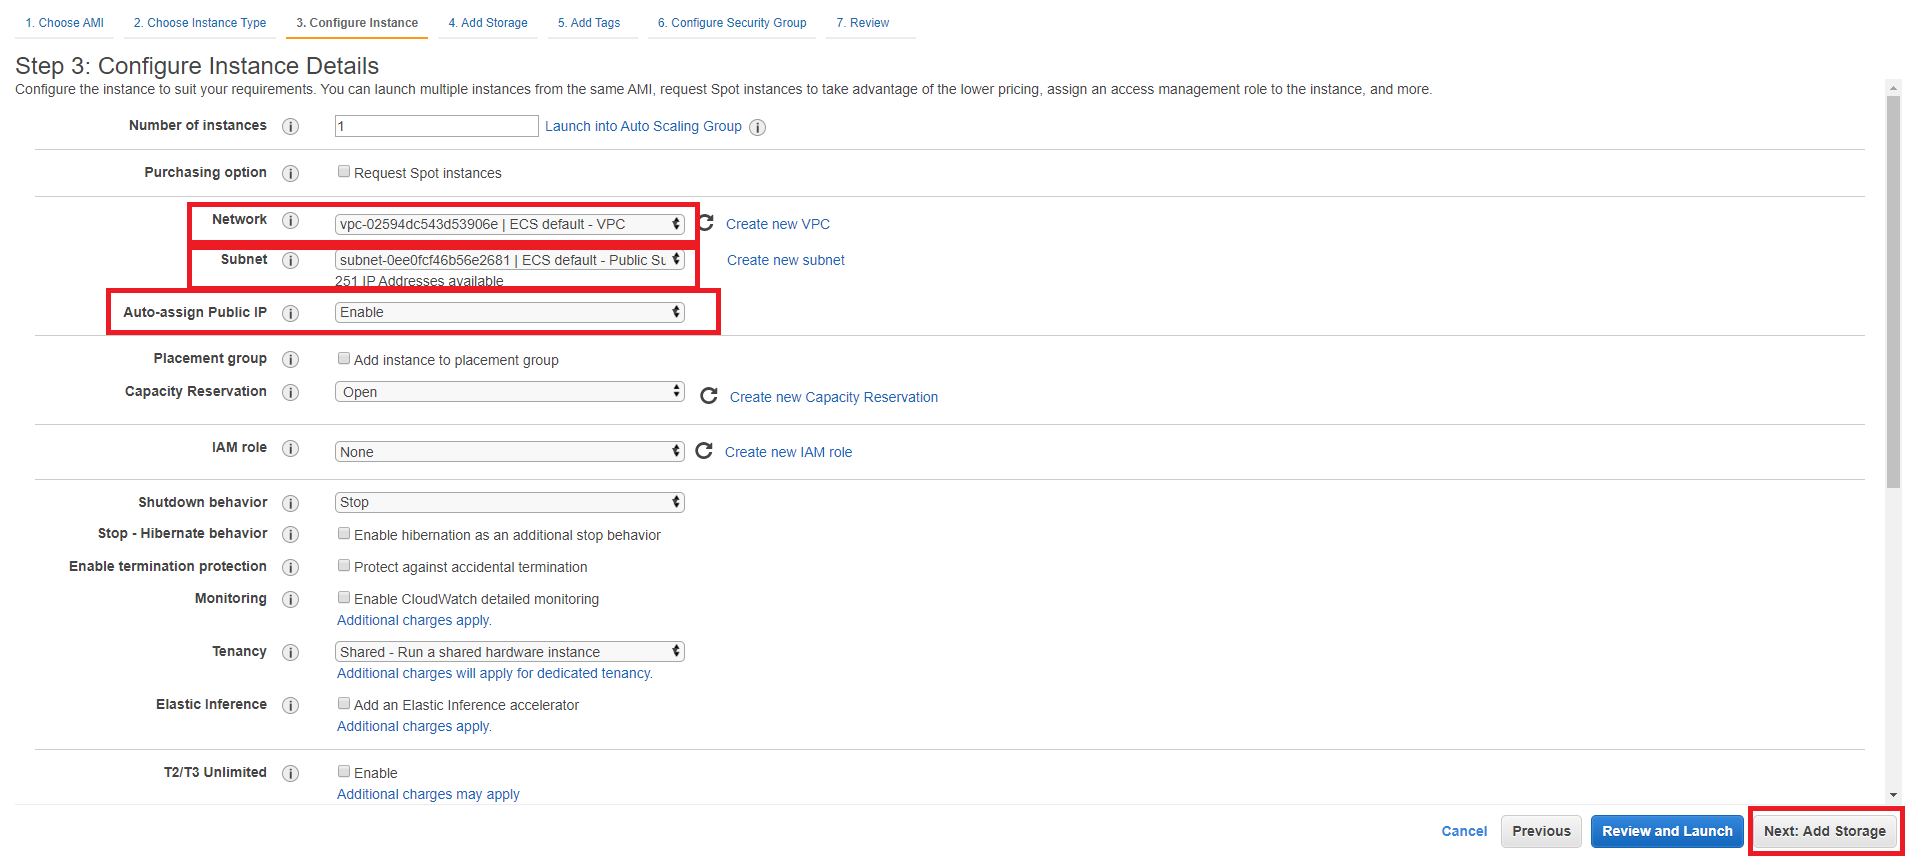 1. Choose AMI 2. Choose Instance Type 3. Configure Instance 4. Add Storage 5. Add Tags 6. Configure Security Group 7. Review
Step 3: Configure Instance Details
Configure the instance to suit your requirements. You can launch multiple instances from the same AMI, request Spot instances to take advantage of the lower pricing, assign an access management role to the instance, and more.
Number of instances i 1 Launch into Auto Scaling Group i
Purchasing option i Request Spot instances
Network i vpc-02594dc543d53906e | ECS default - VPC Create new VPC
Subnet i subnet-0ee0fcf46b56e2681 | ECS default - Public Su Create new subnet
251 IP Addresses available
Auto-assign Public IP i Enable
Placement group i Add instance to placement group
Capacity Reservation i Open Create new Capacity Reservation
IAM role i None Create new IAM role
Shutdown behavior i Stop
Stop - Hibernate behavior i Enable hibernation as an additional stop behavior
Enable termination protection i Protect against accidental termination
Monitoring i Enable CloudWatch detailed monitoring
Additional charges apply.
Tenancy i Shared - Run a shared hardware instance
Additional charges will apply for dedicated tenancy.
Elastic Inference i Add an Elastic Inference accelerator
Additional charges apply.
T2/T3 Unlimited i Enable
Additional charges may apply
Cancel Previous Review and Launch Next: Add Storage